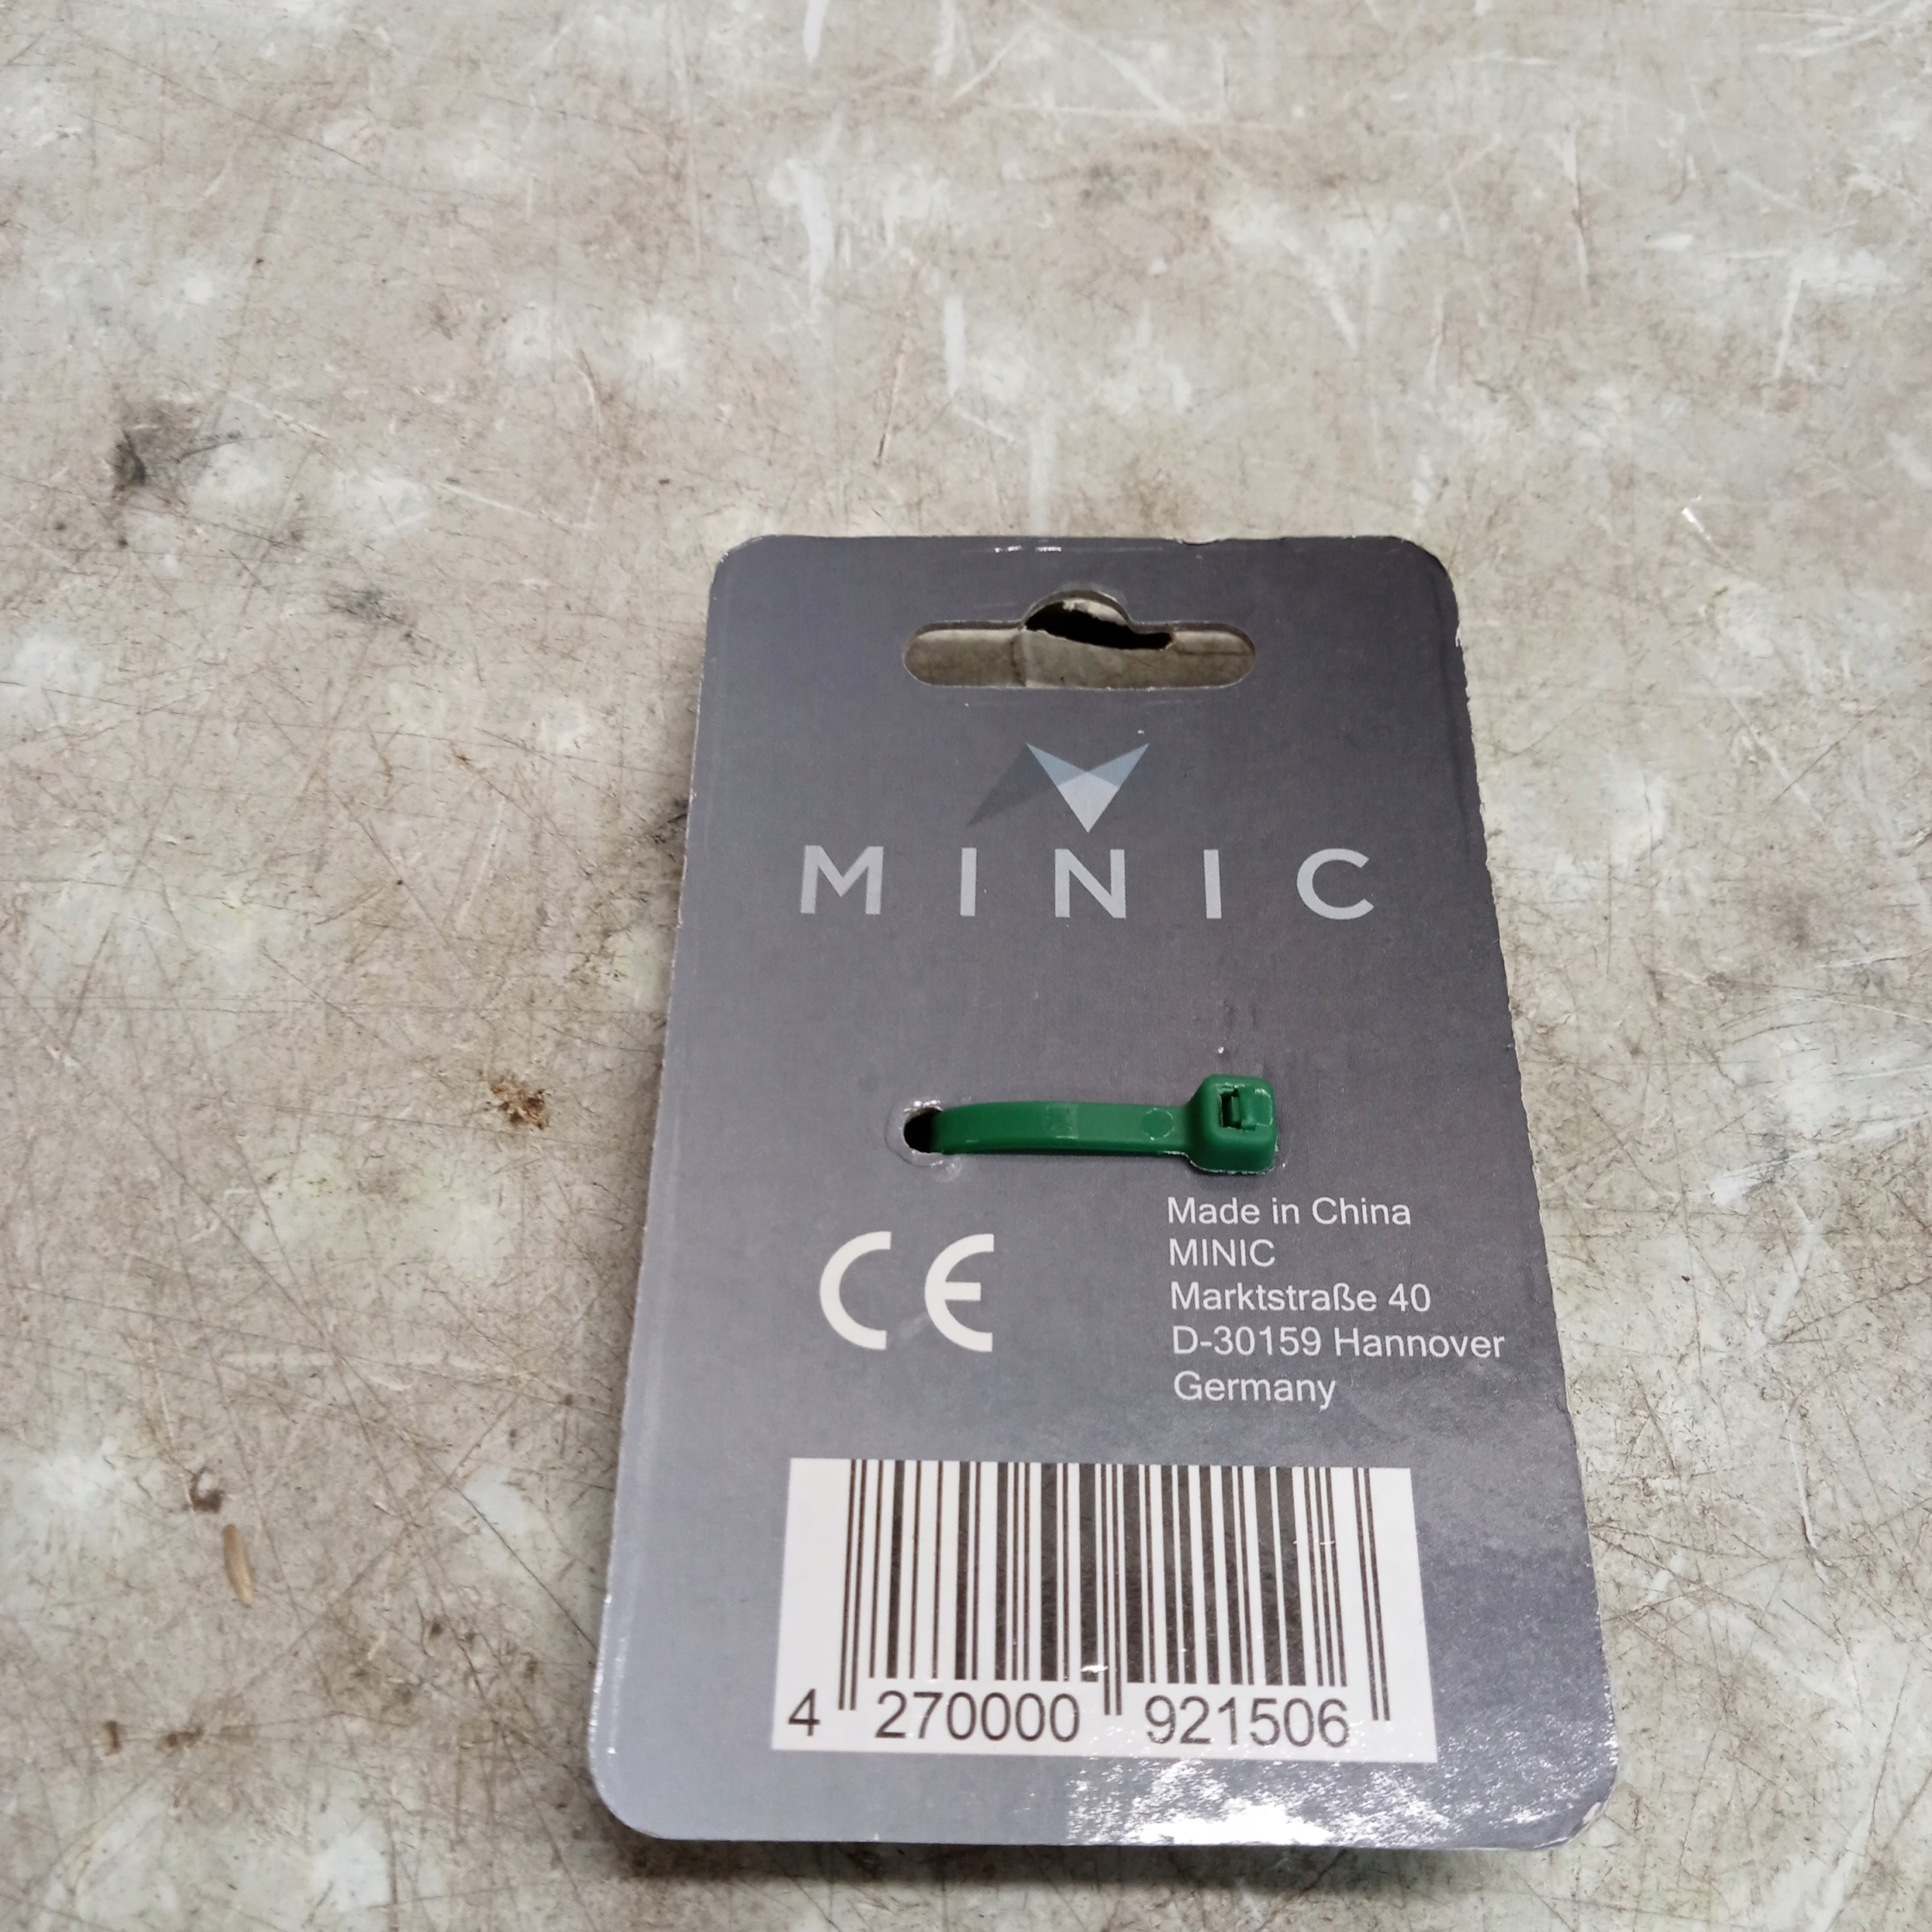 MINIC
Made in China
MINIC
Marktstraße 40
D-30159 Hannover
Germany
CE
4 270000 921506